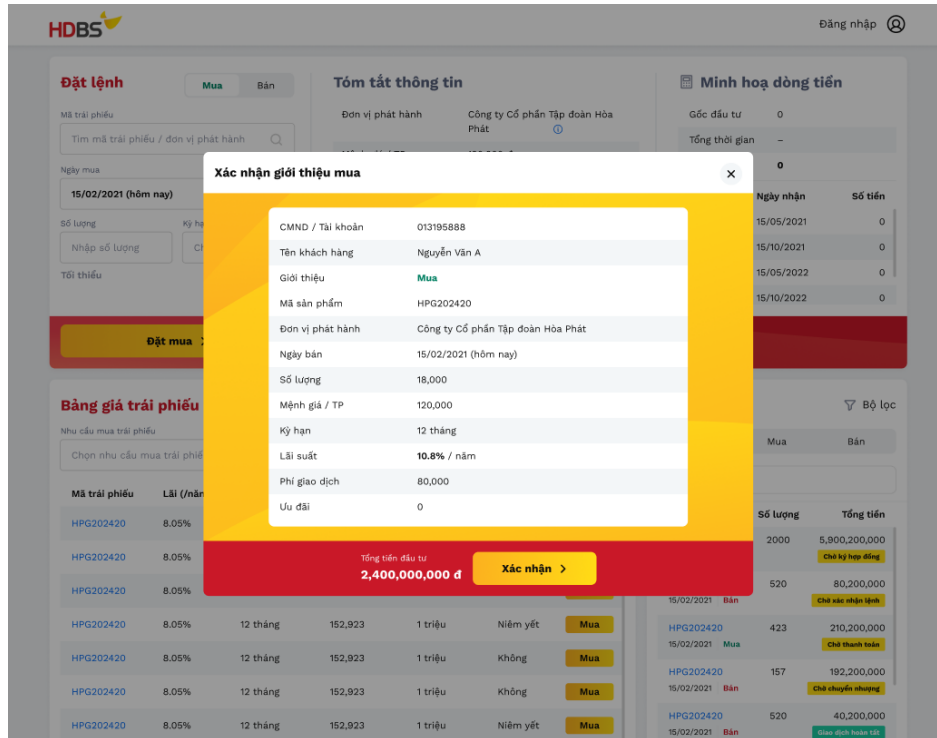 HDBS
Đăng nhập
Đặt lệnh
Mua
Bán
Mã trái phiếu
Tìm mã trái phiếu / đơn vị phát hành
Ngày mua
15/02/2021 (hôm nay)
Số lượng
Nhập số lượng
Tối thiểu
Đặt mua
Tóm tắt thông tin
Đơn vị phát hành
Công ty Cổ phần Tập đoàn Hòa
Phát
Minh hoạ dòng tiền
Gốc đầu tư 0
Tổng thời gian –
0
Ngày nhận Số tiền
15/05/2021 0
15/10/2021 0
15/05/2022 0
15/10/2022 0
Xác nhận giới thiệu mua
CMND / Tài khoản 013195888
Tên khách hàng Nguyễn Văn A
Giới thiệu Mua
Mã sản phẩm HPG202420
Đơn vị phát hành Công ty Cổ phần Tập đoàn Hòa Phát
Ngày bán 15/02/2021 (hôm nay)
Số lượng 18,000
Mệnh giá / TP 120,000
Kỳ hạn 12 tháng
Lãi suất 10.8% / năm
Phí giao dịch 80,000
Ưu đãi 0
Tổng tiền đầu tư
2,400,000,000 đ
Xác nhận
Bảng giá trái phiếu
Nhu cầu mua trái phiếu
Chọn nhu cầu mua trái
Mã trái phiếu
HPG202420 8.05%
HPG202420 8.05%
HPG202420 8.05%
HPG202420 8.05% 12 tháng 152,923 1 triệu Niêm yết Mua
HPG202420 8.05% 12 tháng 152,923 1 triệu Không Mua
HPG202420 8.05% 12 tháng 152,923 1 triệu Không Mua
HPG202420 8.05% 12 tháng 152,923 1 triệu Niêm yết Mua
Bộ lọc
Mua Bán
Số lượng Tổng tiền
2000 5,900,200,000
Chờ ký hợp đồng
520 80,200,000
15/02/2021 Bán Chờ xác nhận lệnh
HPG202420 423 210,200,000
15/02/2021 Mua Chờ thanh toán
HPG202420 157 192,200,000
15/02/2021 Bán Chờ chuyển nhượng
HPG202420 520 40,200,000
15/02/2021 Bán Giao dịch hoàn tất